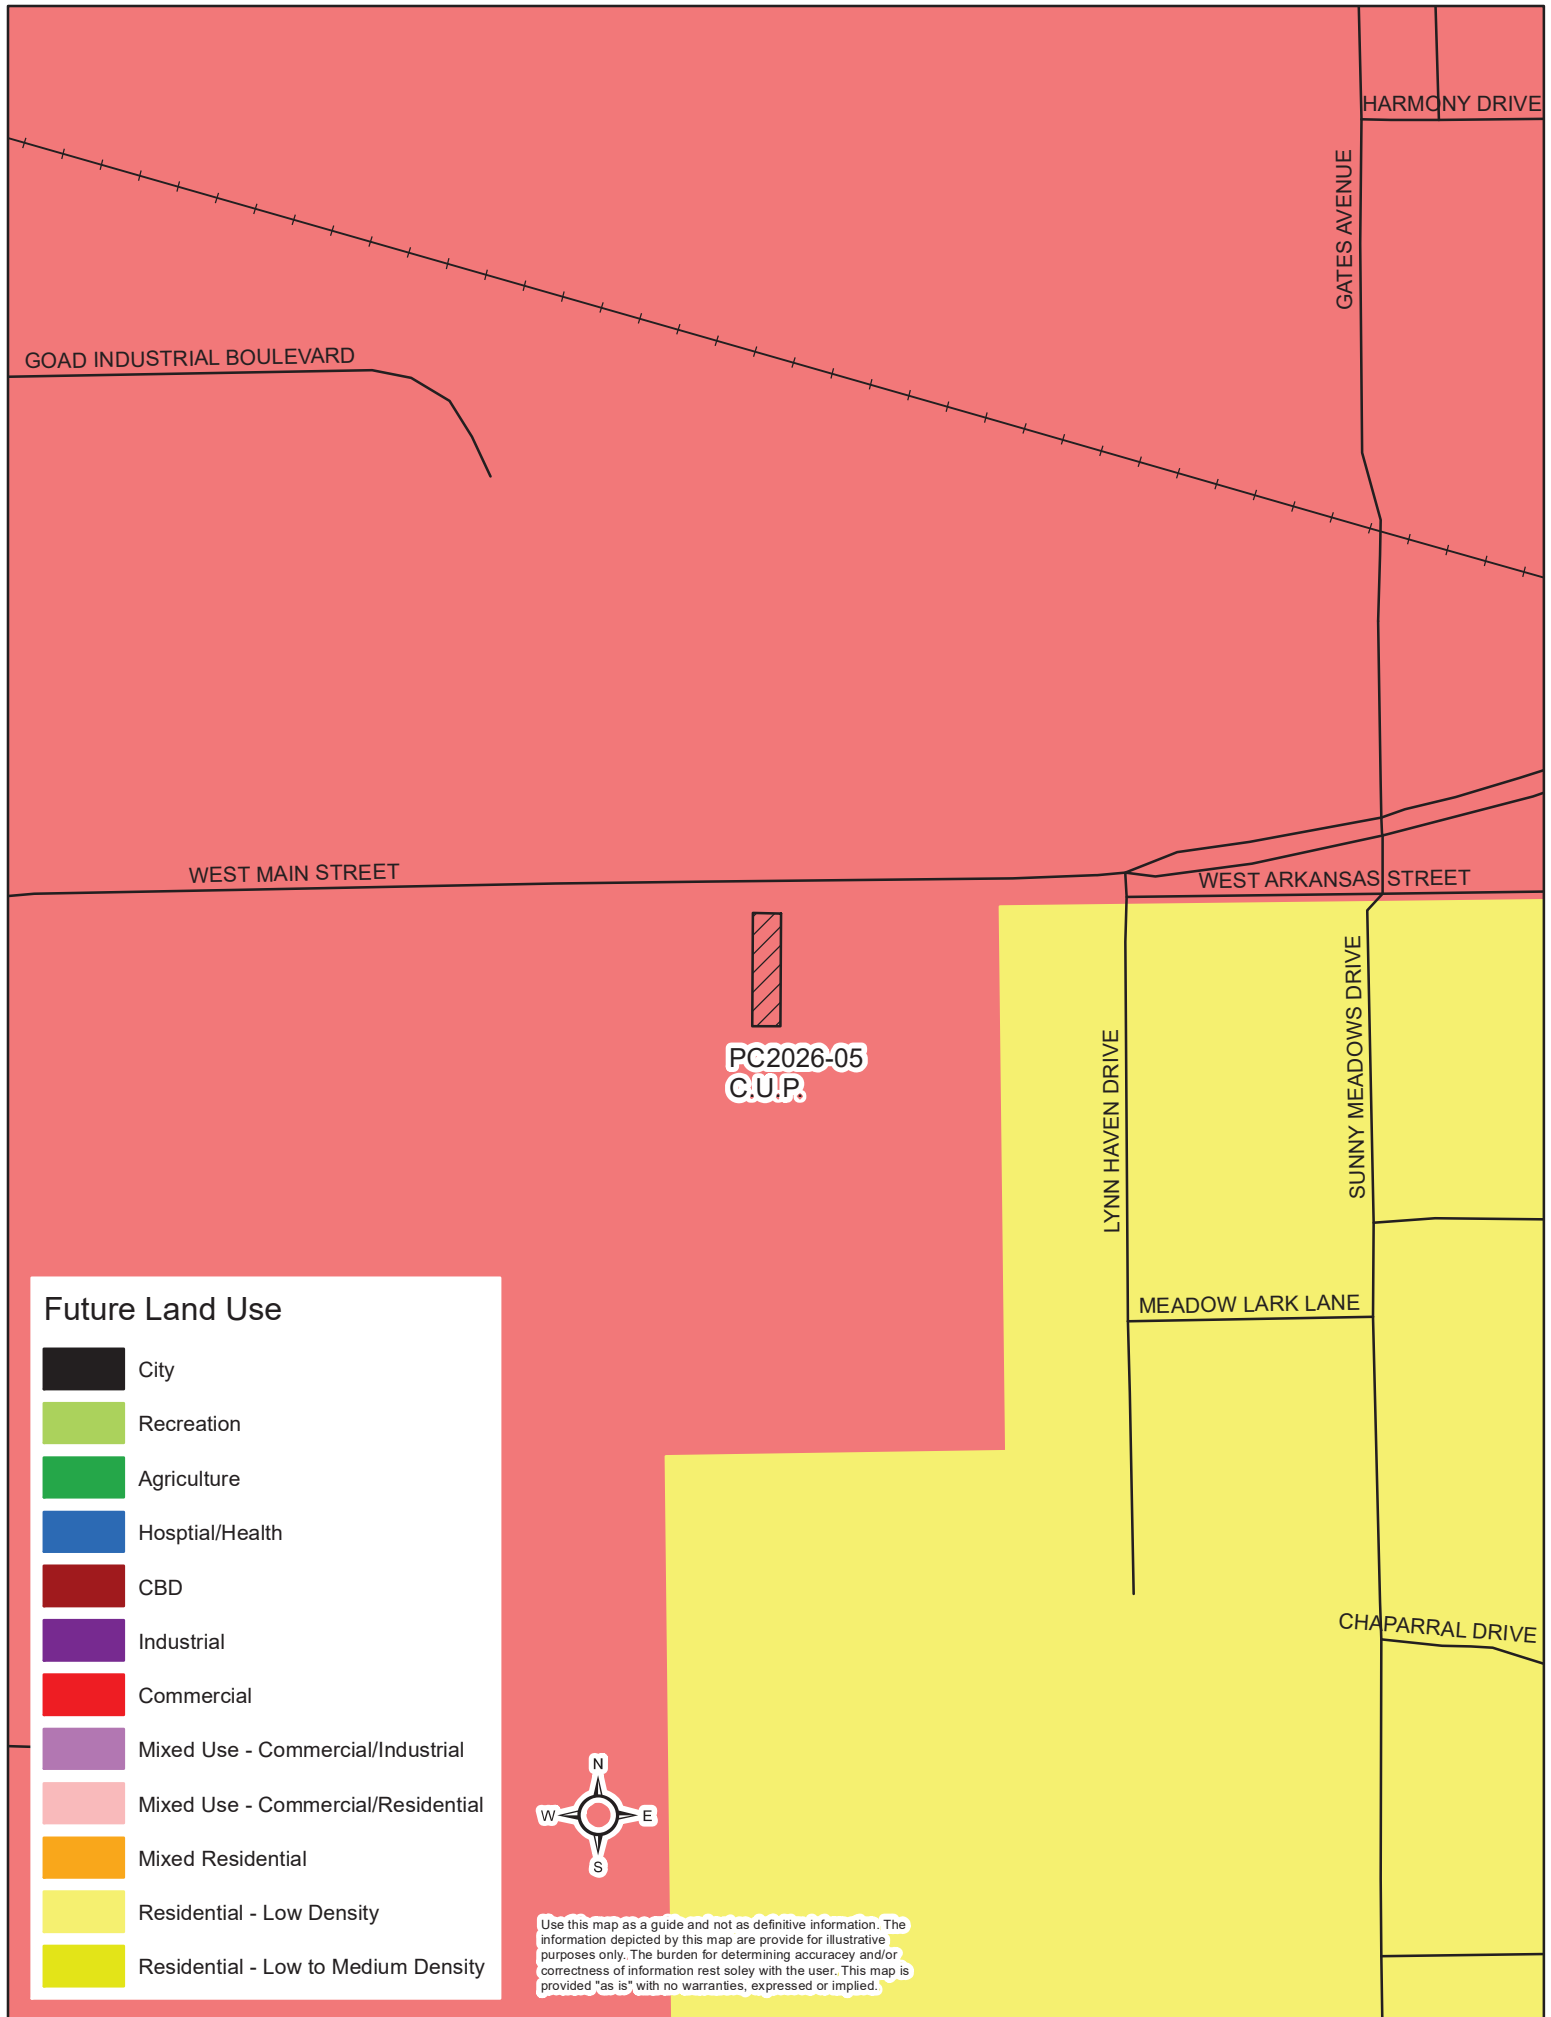 HARMONY DRIVE
GATES AVENUE
GOAD INDUSTRIAL BOULEVARD
WEST MAIN STREET
WEST ARKANSAS STREET
PC2026-05
C.U.P.
LYNN HAVEN DRIVE
SUNNY MEADOWS DRIVE
MEADOW LARK LANE
CHAPARRAL DRIVE
Future Land Use
City
Recreation
Agriculture
Hosptial/Health
CBD
Industrial
Commercial
Mixed Use - Commercial/Industrial
Mixed Use - Commercial/Residential
Mixed Residential
Residential - Low Density
Residential - Low to Medium Density
N
W
E
S
Use this map as a guide and not as definitive information. The
information depicted by this map are provide for illustrative
purposes only. The burden for determining accuracey and/or
correctness of information rest soley with the user. This map is
provided "as is" with no warranties, expressed or implied.